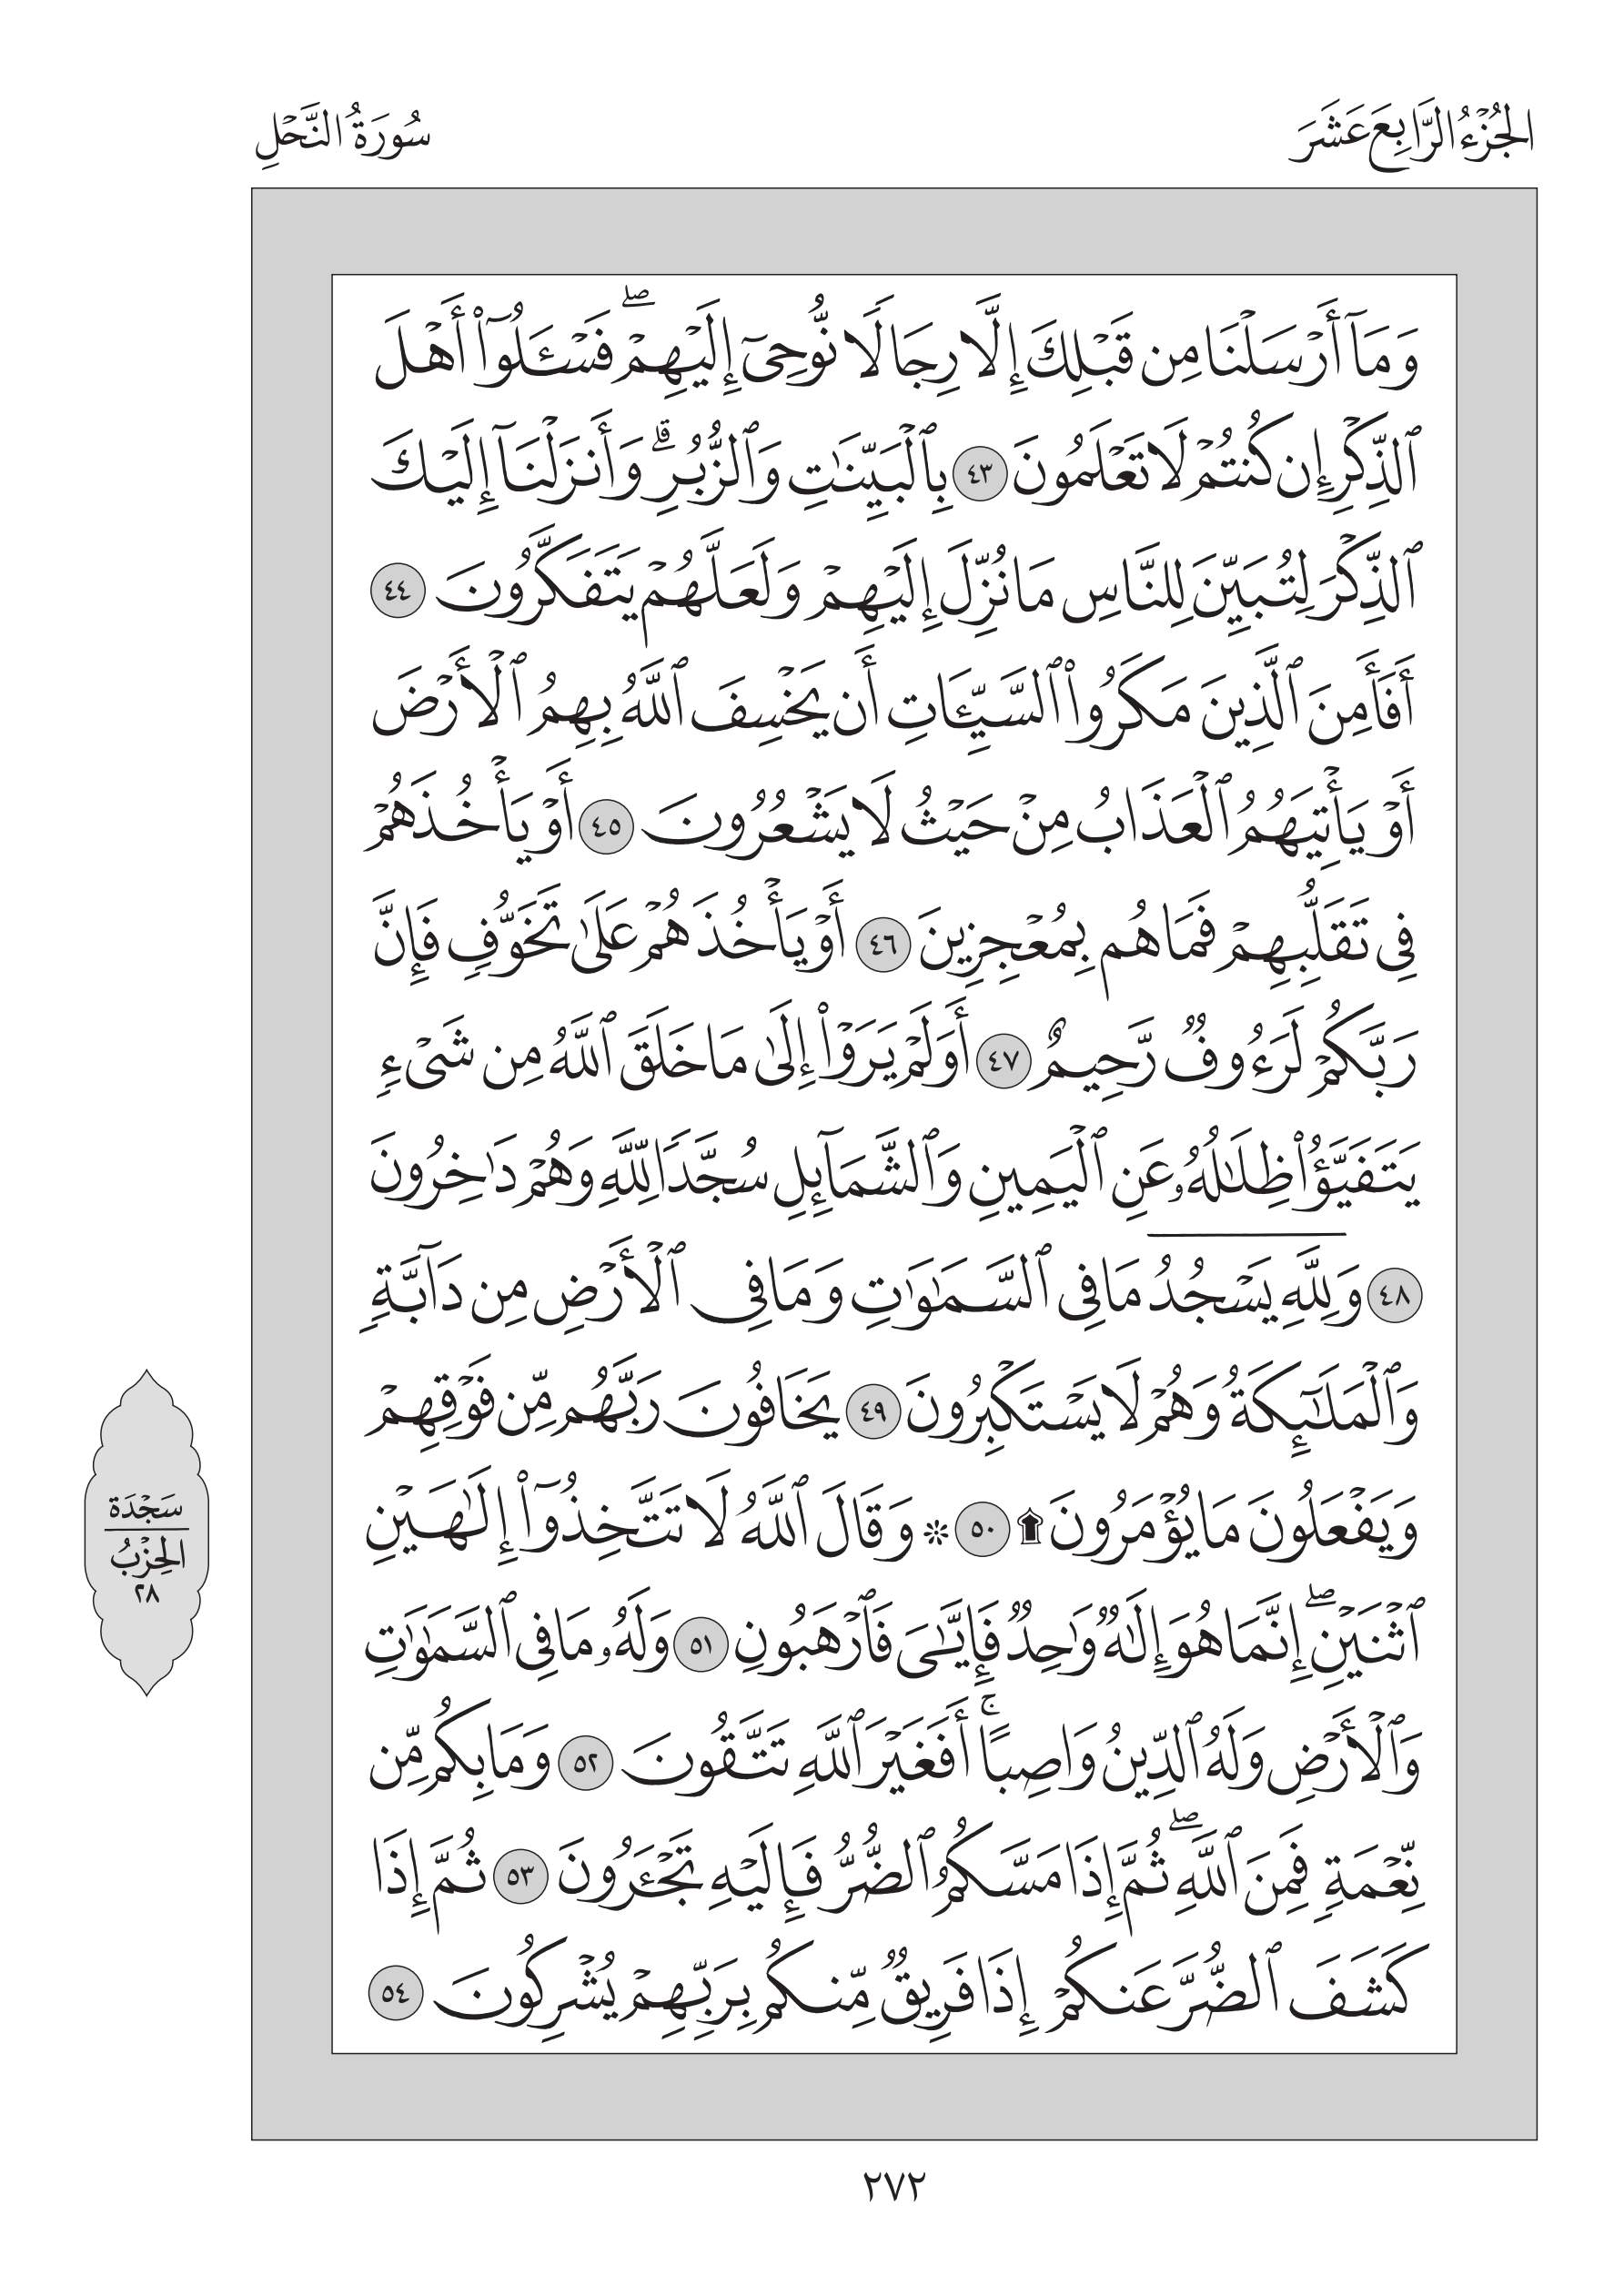 الجُزْءُ الرَّابِعَ عَشَرَ
سُورَةُ النَّحْلِ
وَمَآ أَرْسَلْنَا مِن قَبْلِكَ إِلَّا رِجَالًا نُّوحِىٓ إِلَيْهِمْ ۖ فَسْـَٔلُوٓا۟ أَهْلَ
ٱلذِّكْرِ إِن كُنتُمْ لَا تَعْلَمُونَ ٤٣ بِٱلْبَيِّنَـٰتِ وَٱلزُّبُرِ ۗ وَأَنزَلْنَآ إِلَيْكَ
ٱلذِّكْرَ لِتُبَيِّنَ لِلنَّاسِ مَا نُزِّلَ إِلَيْهِمْ وَلَعَلَّهُمْ يَتَفَكَّرُونَ ٤٤
أَفَأَمِنَ ٱلَّذِينَ مَكَرُوا۟ ٱلسَّيِّـَٔاتِ أَن يَخْسِفَ ٱللَّهُ بِهِمُ ٱلْأَرْضَ
أَوْ يَأْتِيَهُمُ ٱلْعَذَابُ مِنْ حَيْثُ لَا يَشْعُرُونَ ٤٥ أَوْ يَأْخُذَهُمْ
فِى تَقَلُّبِهِمْ فَمَا هُم بِمُعْجِزِينَ ٤٦ أَوْ يَأْخُذَهُمْ عَلَىٰ تَخَوُّفٍ فَإِنَّ
رَبَّكُمْ لَرَءُوفٌ رَّحِيمٌ ٤٧ أَوَلَمْ يَرَوْا۟ إِلَىٰ مَا خَلَقَ ٱللَّهُ مِن شَىْءٍ
يَتَفَيَّؤُا۟ ظِلَـٰلُهُۥ عَنِ ٱلْيَمِينِ وَٱلشَّمَآئِلِ سُجَّدًا لِّلَّهِ وَهُمْ دَٰخِرُونَ
٤٨ وَلِلَّهِ يَسْجُدُ مَا فِى ٱلسَّمَـٰوَٰتِ وَمَا فِى ٱلْأَرْضِ مِن دَآبَّةٍ
وَٱلْمَلَـٰٓئِكَةُ وَهُمْ لَا يَسْتَكْبِرُونَ ٤٩ يَخَافُونَ رَبَّهُم مِّن فَوْقِهِمْ
وَيَفْعَلُونَ مَا يُؤْمَرُونَ ۩ ٥٠ ۞ وَقَالَ ٱللَّهُ لَا تَتَّخِذُوٓا۟ إِلَـٰهَيْنِ
ٱثْنَيْنِ ۖ إِنَّمَا هُوَ إِلَـٰهٌ وَٰحِدٌ فَإِيَّـٰىَ فَٱرْهَبُونِ ٥١ وَلَهُۥ مَا فِى ٱلسَّمَـٰوَٰتِ
وَٱلْأَرْضِ وَلَهُ ٱلدِّينُ وَاصِبًا ۚ أَفَغَيْرَ ٱللَّهِ تَتَّقُونَ ٥٢ وَمَا بِكُم مِّن
نِّعْمَةٍ فَمِنَ ٱللَّهِ ۖ ثُمَّ إِذَا مَسَّكُمُ ٱلضُّرُّ فَإِلَيْهِ تَجْـَٔرُونَ ٥٣ ثُمَّ إِذَا
كَشَفَ ٱلضُّرَّ عَنكُمْ إِذَا فَرِيقٌ مِّنكُم بِرَبِّهِمْ يُشْرِكُونَ ٥٤
سَجْدَة
الحِزْبُ
٢٨
٢٧٢